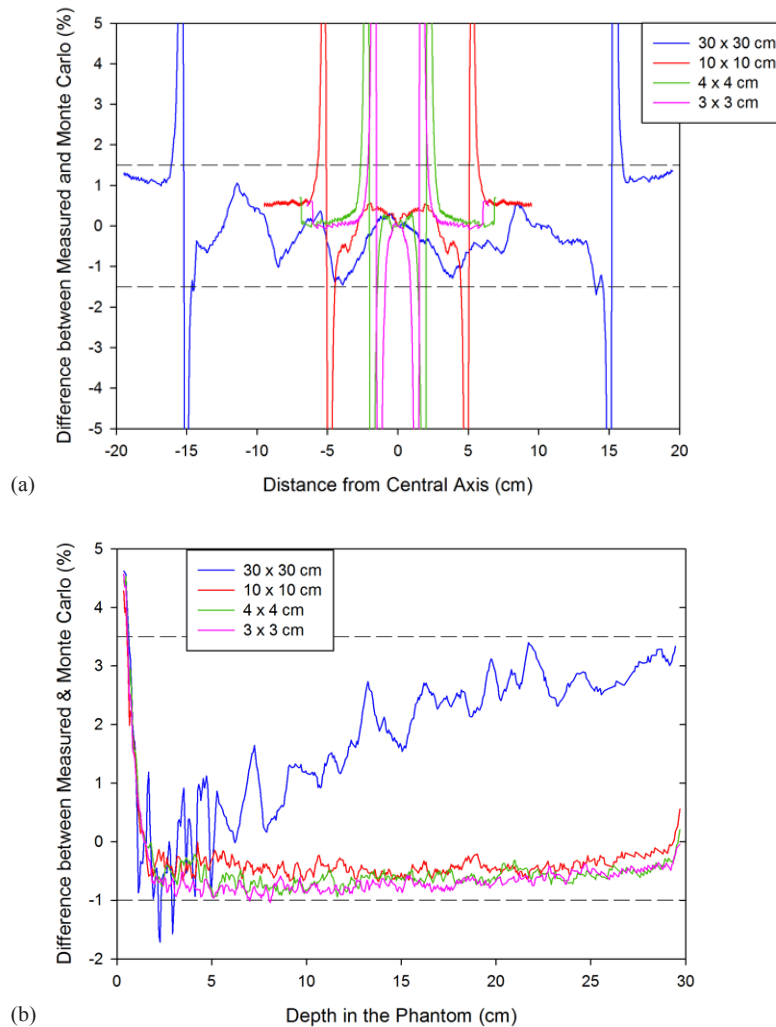 Difference between Measured and Monte Carlo (%)
5
4
3
2
1
0
-1
-2
-3
-4
-5
30 x 30 cm
10 x 10 cm
4 x 4 cm
3 x 3 cm
-20 -15 -10 -5 0 5 10 15 20
(a)
Distance from Central Axis (cm)
Difference between Measured & Monte Carlo (%)
5
4
3
2
1
0
-1
-2
30 x 30 cm
10 x 10 cm
4 x 4 cm
3 x 3 cm
0 5 10 15 20 25 30
(b)
Depth in the Phantom (cm)